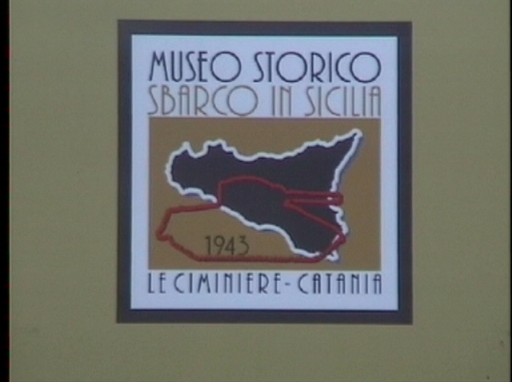 MUSEO STORICO
SBARCO IN SICILIA
1943
LE CIMINIERE - CATANIA